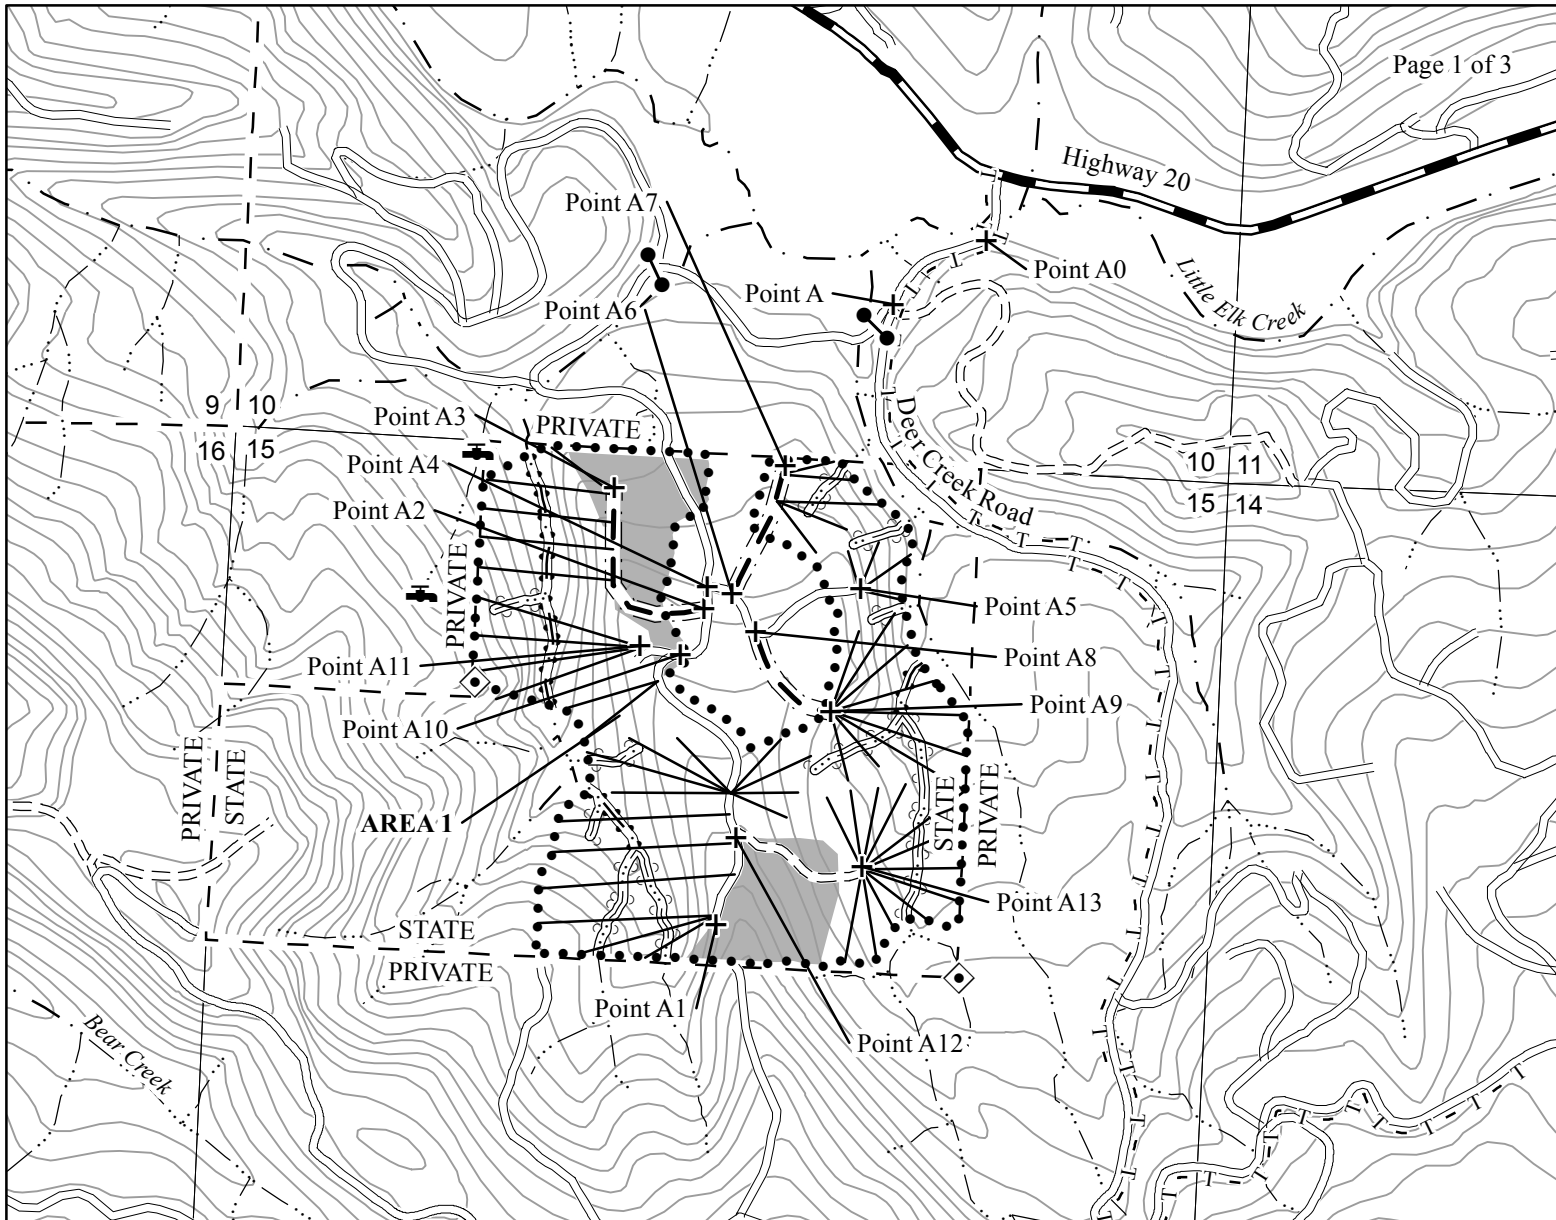 Page 1 of 3
Highway 20
Point A7
Point A0
Point A
Little Elk Creek
Point A6
9 10
16 15
Point A3
PRIVATE
Deer Creek Road
10 11
15 14
Point A4
Point A2
PRIVATE
Point A5
Point A11
Point A8
Point A9
Point A10
PRIVATE
STATE
AREA 1
STATE
PRIVATE
Point A13
STATE
PRIVATE
Point A1
Point A12
Bear Creek
T T T T T T T T T T T T T T T T T T T T T T T T
T T T T T T T T T T T